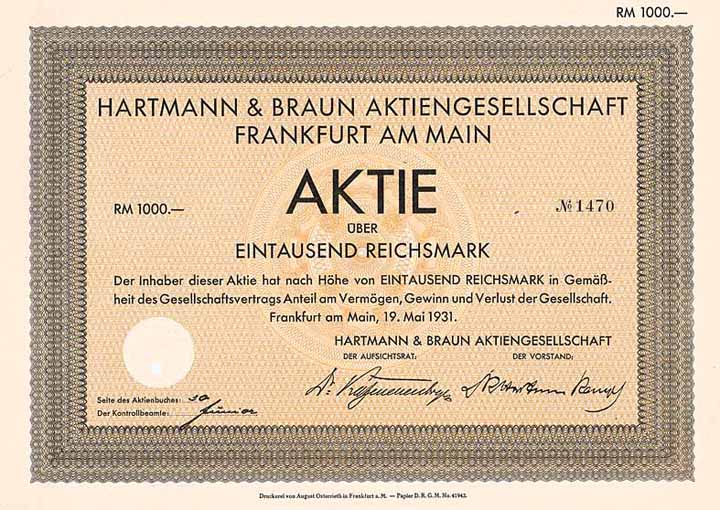 RM 1000.—
HARTMANN & BRAUN AKTIENGESELLSCHAFT
FRANKFURT AM MAIN
AKTIE
RM 1000.—
№ 1470
ÜBER
EINTAUSEND REICHSMARK
Der Inhaber dieser Aktie hat nach Höhe von EINTAUSEND REICHSMARK in Gemäß-
heit des Gesellschaftsvertrags Anteil am Vermögen, Gewinn und Verlust der Gesellschaft.
Frankfurt am Main, 19. Mai 1931.
HARTMANN & BRAUN AKTIENGESELLSCHAFT
DER AUFSICHTSRAT:
DER VORSTAND:
Seite des Aktienbuches:
Der Kontrollbeamte:
Druckerei von August Osterrieth in Frankfurt a. M. — Papier D. R. G. M. No. 41943.